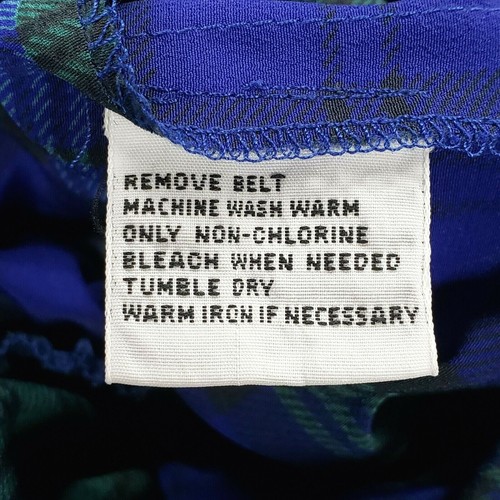 REMOVE BELT
MACHINE WASH WARM
ONLY NON-CHLORINE
BLEACH WHEN NEEDED
TUMBLE DRY
WARM IRON IF NECESSARY